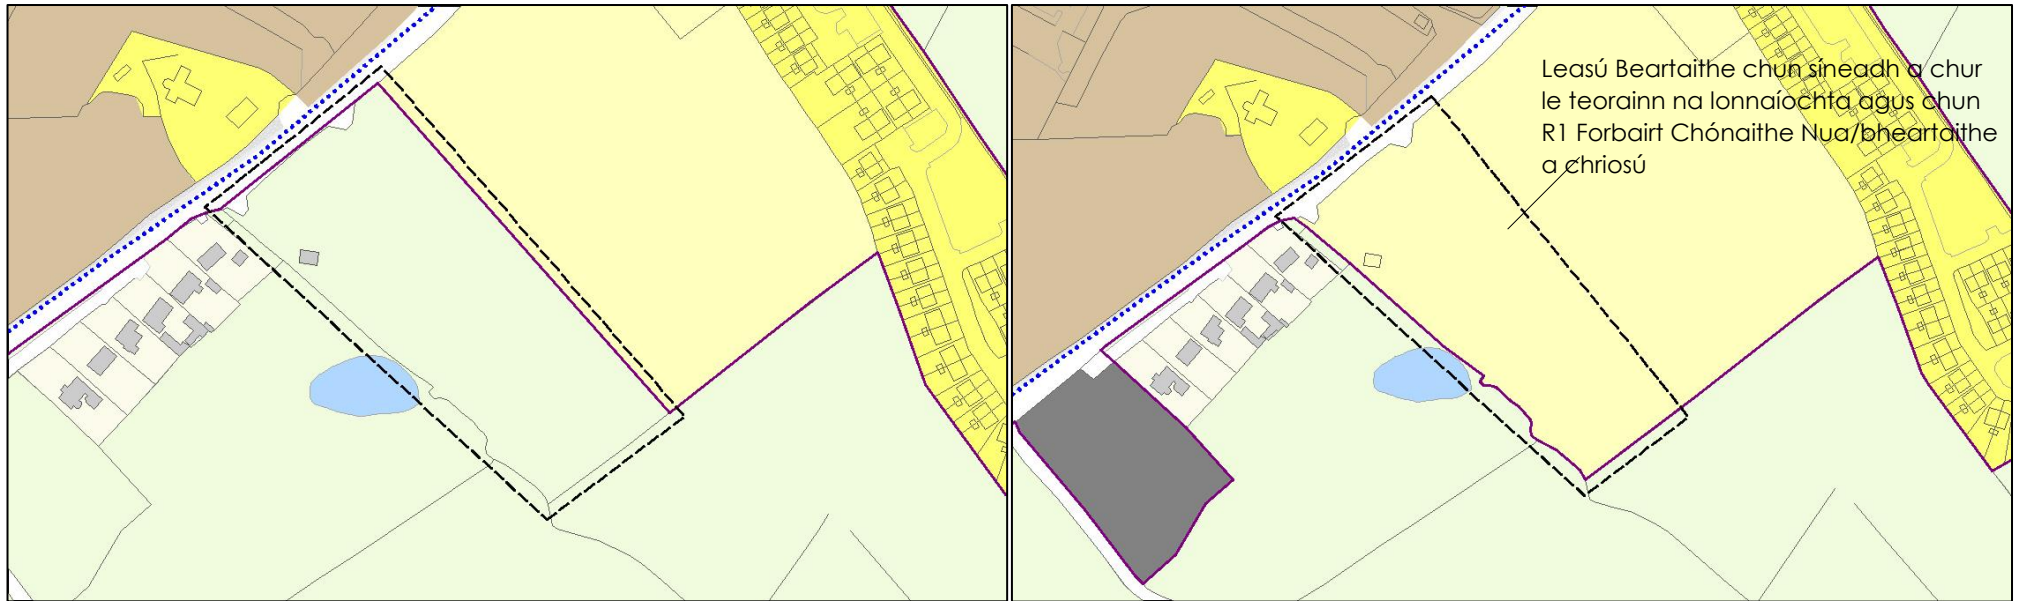 Leasú Beartaithe chun síneadh a chur
le teorainn na lonnaíochta agus chun
R1 Forbairt Chónaithe Nua/bheartaithe
a chriosú